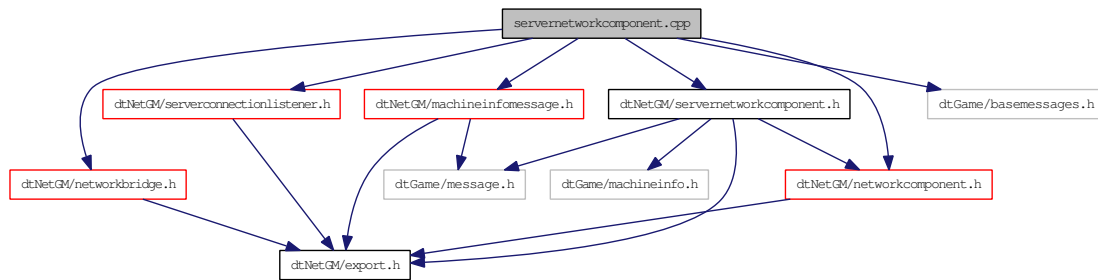 servernetworkcomponent.cpp
dtNetGM/serverconnectionlistener.h
dtNetGM/machineinfomessage.h
dtNetGM/servernetworkcomponent.h
dtGame/basemessages.h
dtNetGM/networkbridge.h
dtGame/message.h
dtGame/machineinfo.h
dtNetGM/networkcomponent.h
dtNetGM/export.h